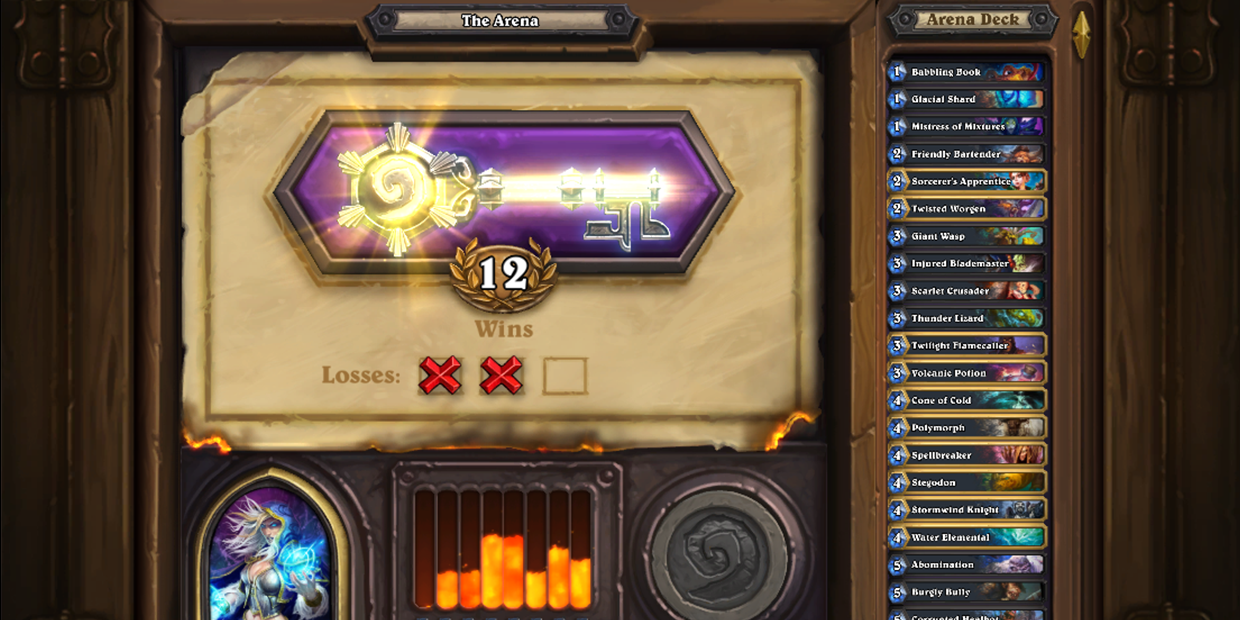 The Arena
12
Wins
Losses:
Arena Deck
1 Babbling Book
1 Glacial Shard
1 Mistress of Mixtures
2 Friendly Bartender
2 Sorcerer's Apprentice
2 Twisted Worgen
3 Giant Wasp
3 Injured Blademaster
3 Scarlet Crusader
3 Thunder Lizard
3 Twilight Flamecaller
3 Volcanic Potion
4 Cone of Cold
4 Polymorph
4 Spellbreaker
4 Stegodon
4 Stormwind Knight
4 Water Elemental
5 Abomination
5 Burgly Bully
Corrupted Healbot